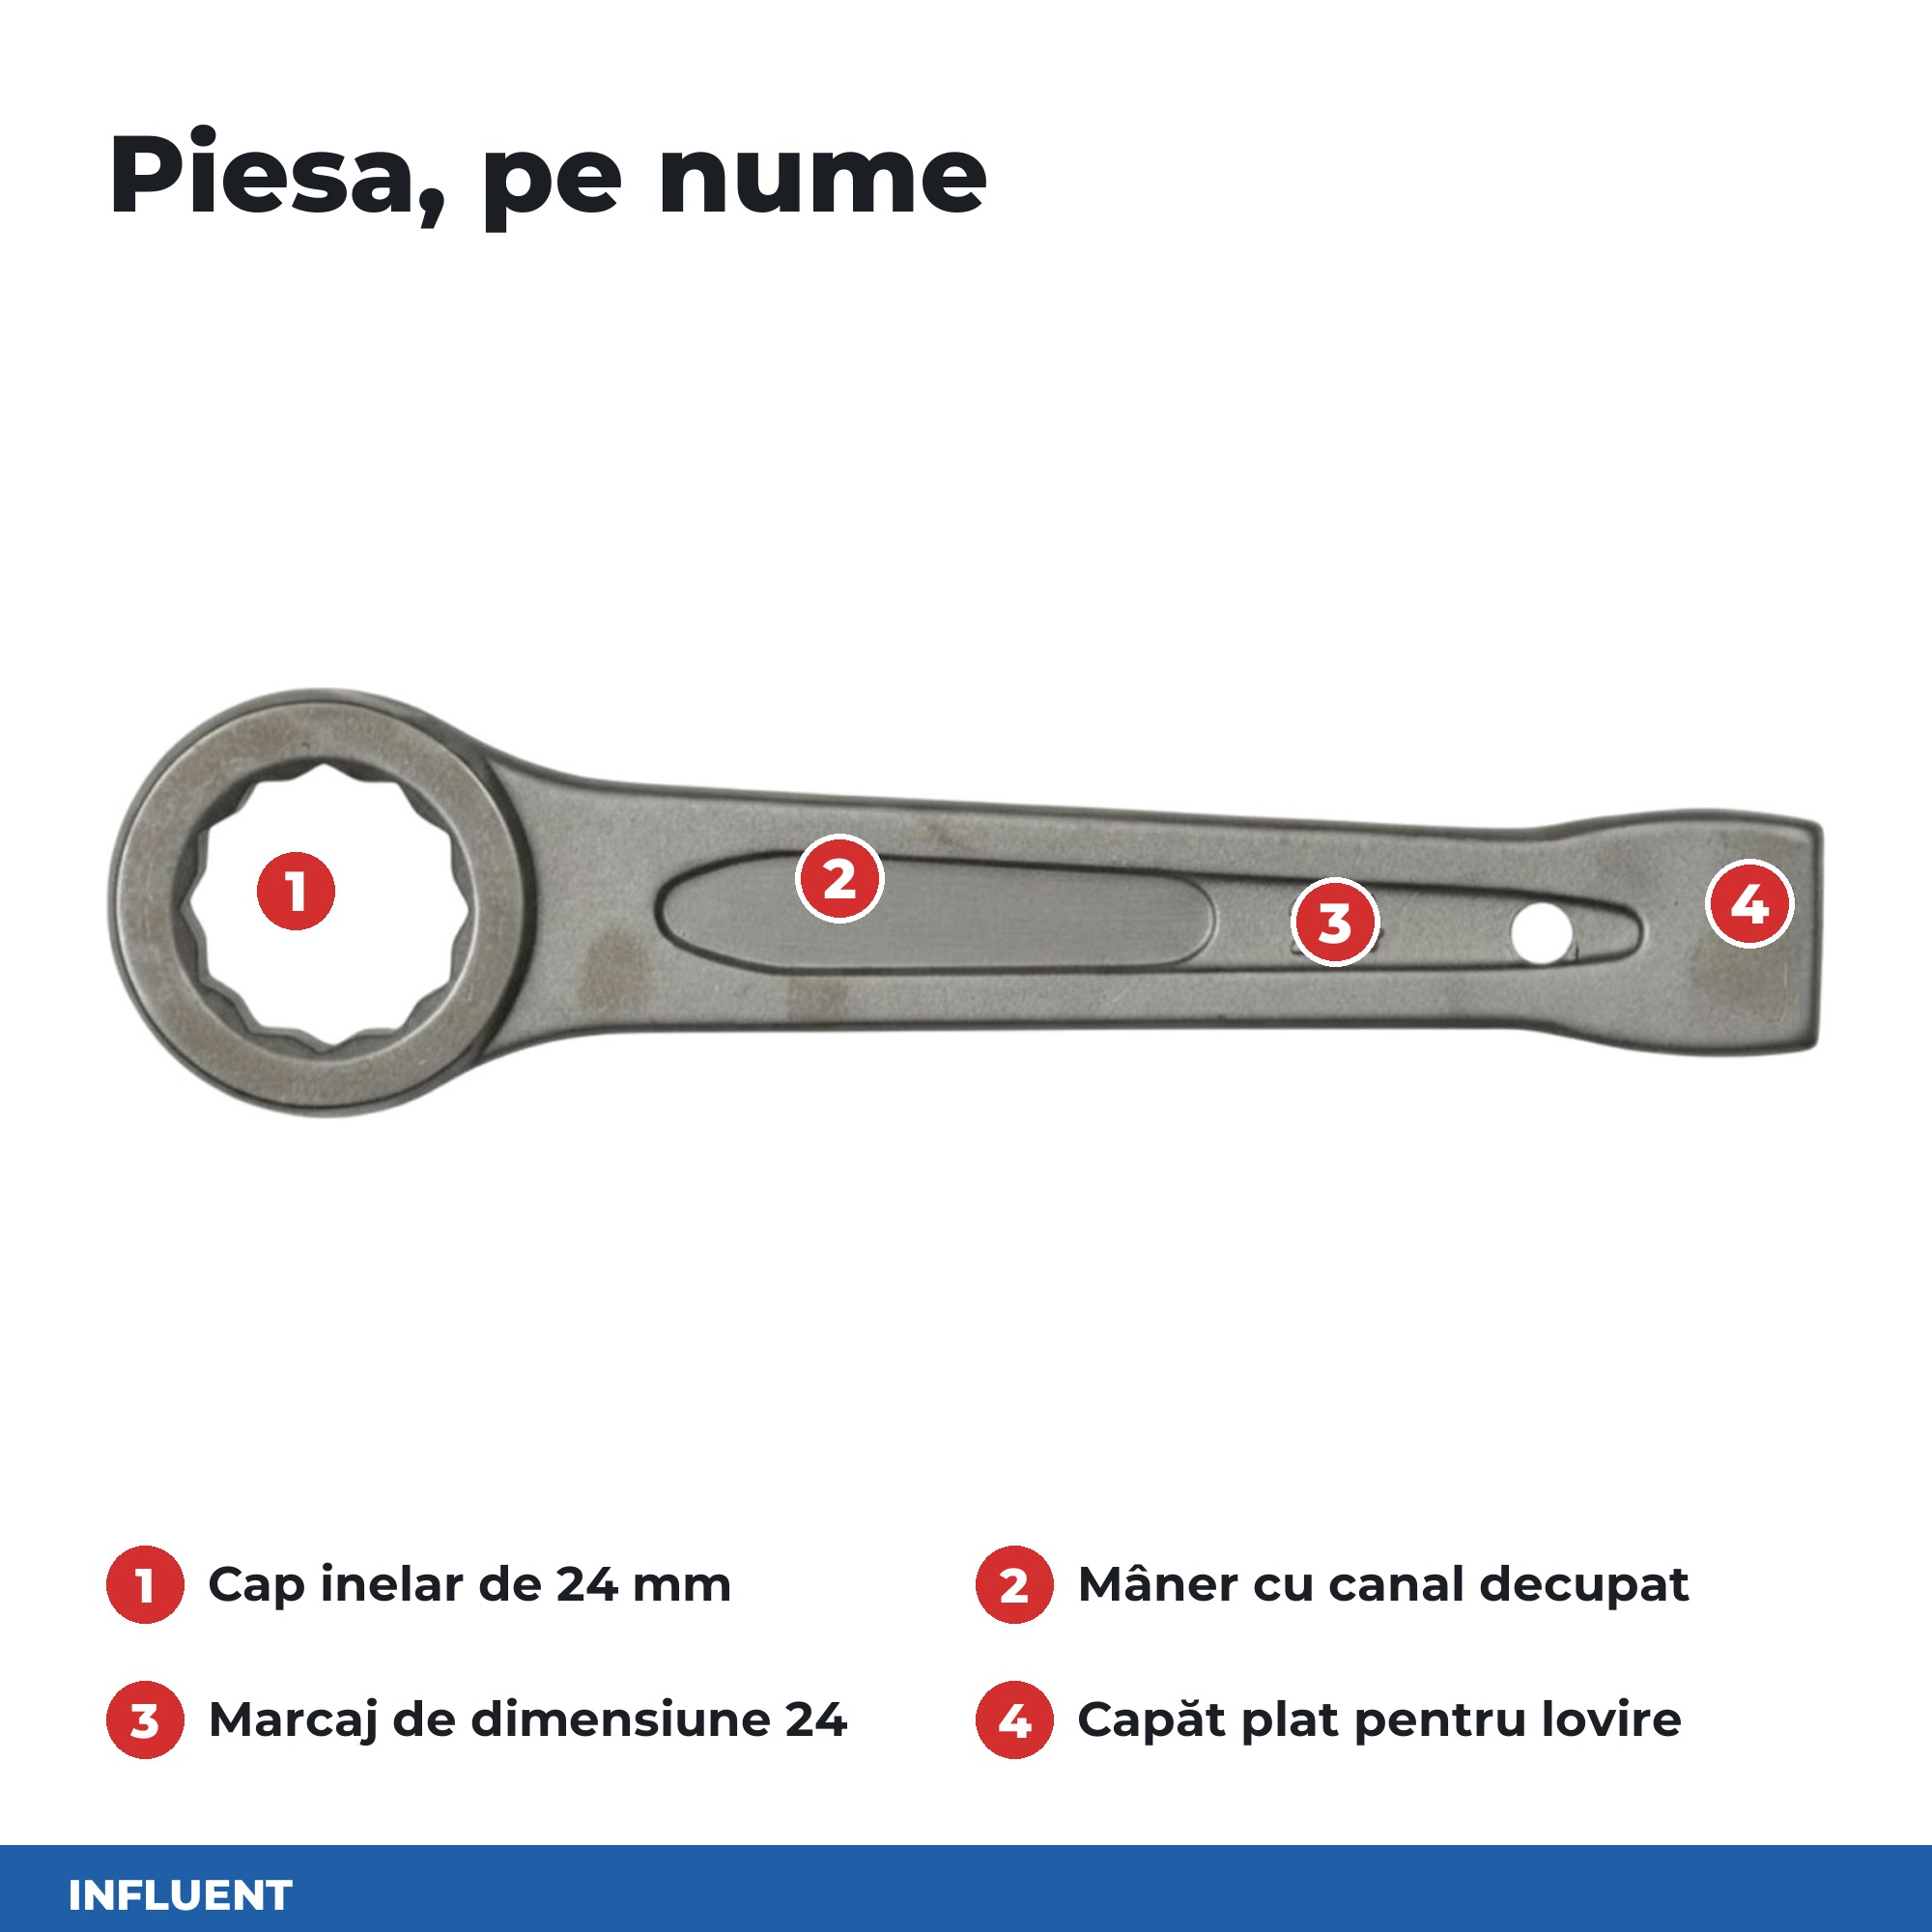 Piesa, pe nume
1
2
3
4
1 Cap inelar de 24 mm
2 Mâner cu canal decupat
3 Marcaj de dimensiune 24
4 Capăt plat pentru lovire
INFLUENT